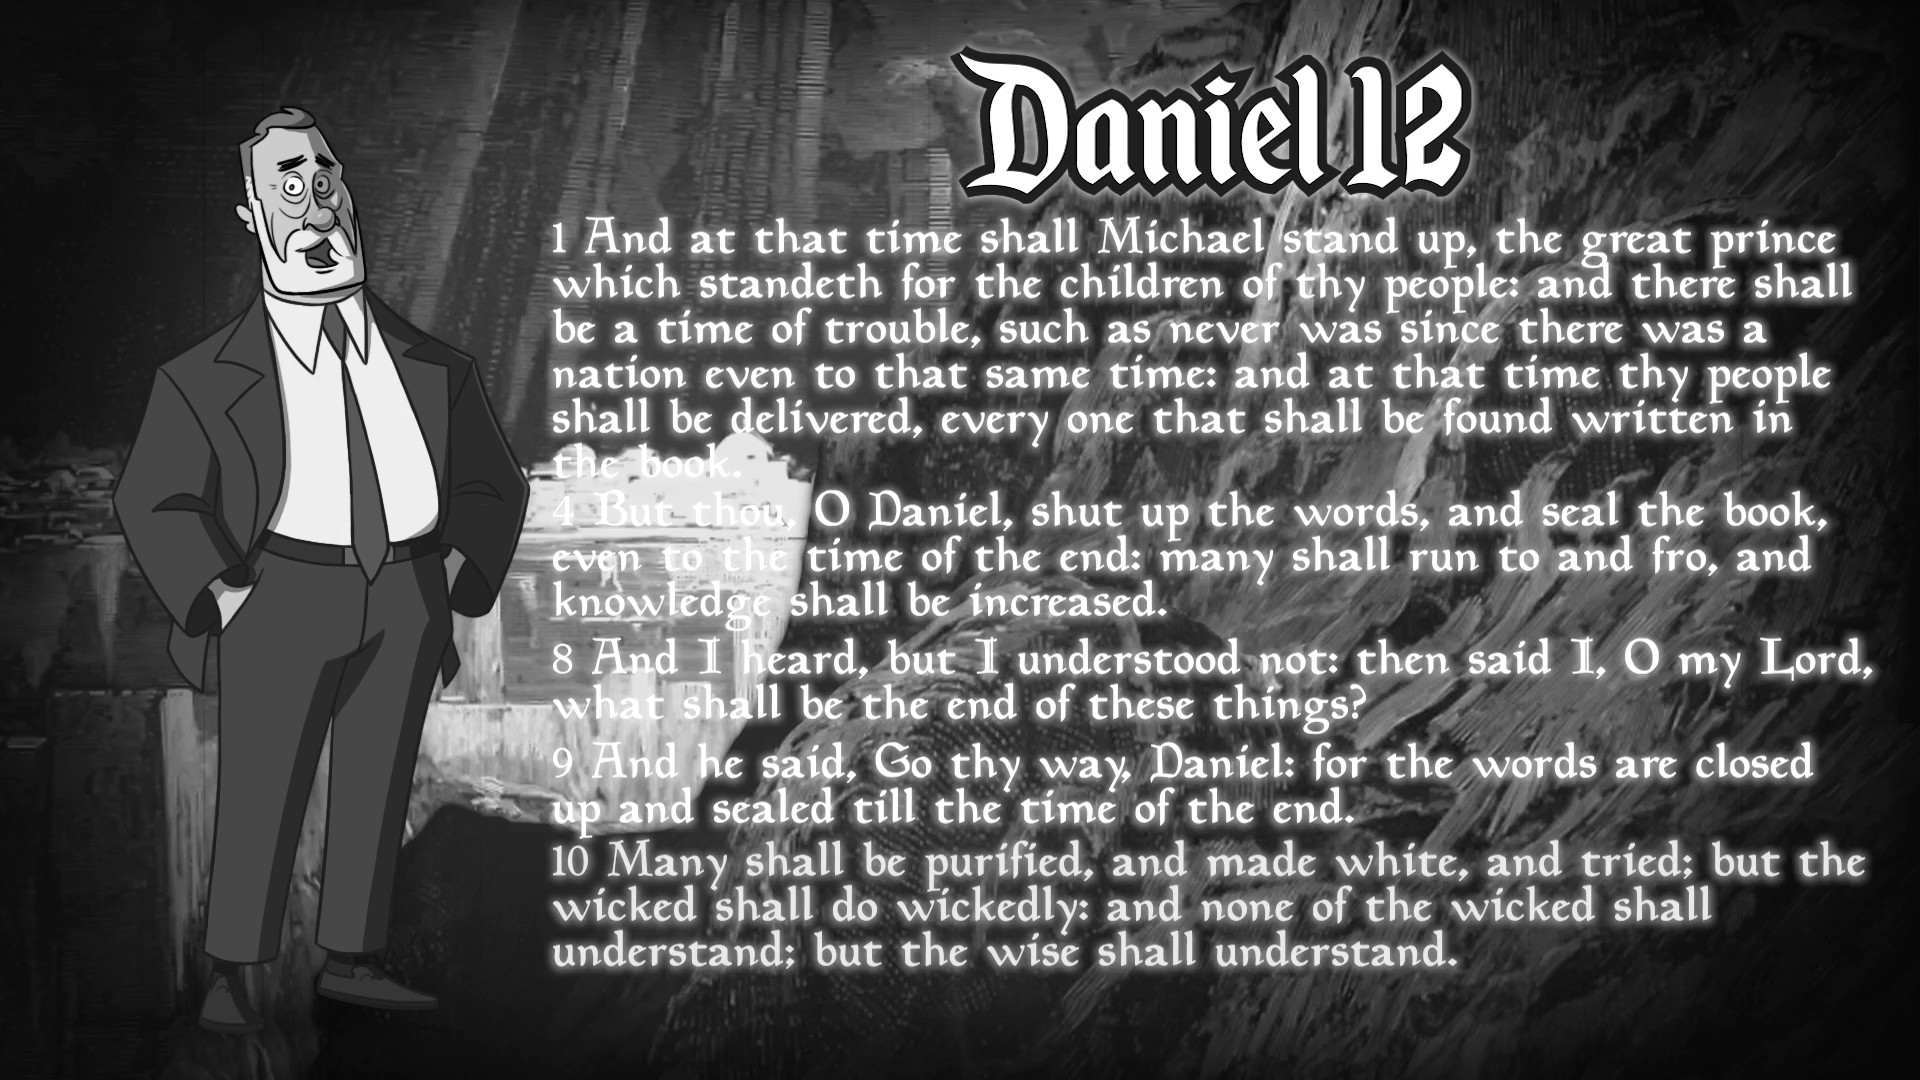 Daniel 12
1 And at that time shall Michael stand up, the great prince
which standeth for the children of thy people: and there shall
be a time of trouble, such as never was since there was a
nation even to that same time: and at that time thy people
shall be delivered, every one that shall be found written in
the book.
4 But thou, O Daniel, shut up the words, and seal the book,
even to the time of the end: many shall run to and fro, and
knowledge shall be increased.
8 And I heard, but I understood not: then said I, O my Lord,
what shall be the end of these things?
9 And he said, Go thy way, Daniel: for the words are closed
up and sealed till the time of the end.
10 Many shall be purified, and made white, and tried; but the
wicked shall do wickedly: and none of the wicked shall
understand; but the wise shall understand.